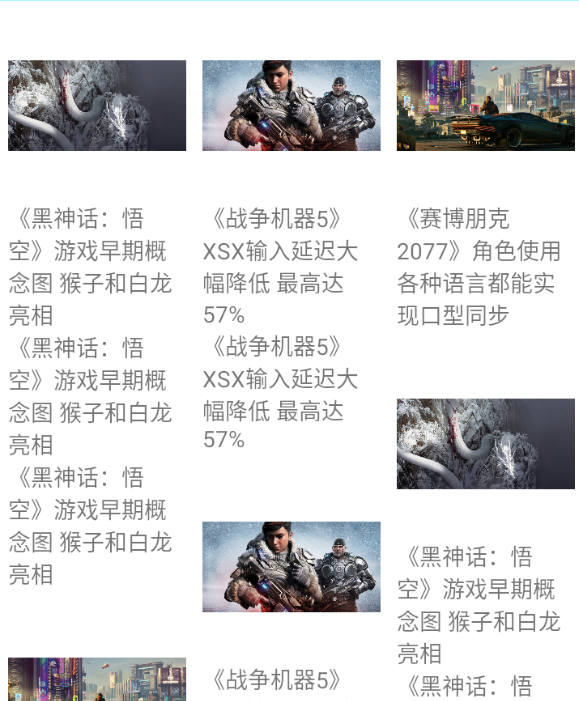 《黑神话：悟
空》游戏早期概
念图 猴子和白龙
亮相
《黑神话：悟
空》游戏早期概
念图 猴子和白龙
亮相
《黑神话：悟
空》游戏早期概
念图 猴子和白龙
亮相
《战争机器5》
XSX输入延迟大
幅降低 最高达
57%
《战争机器5》
XSX输入延迟大
幅降低 最高达
57%
《战争机器5》
《赛博朋克
2077》角色使用
各种语言都能实
现口型同步
《黑神话：悟
空》游戏早期概
念图 猴子和白龙
亮相
《黑神话：悟